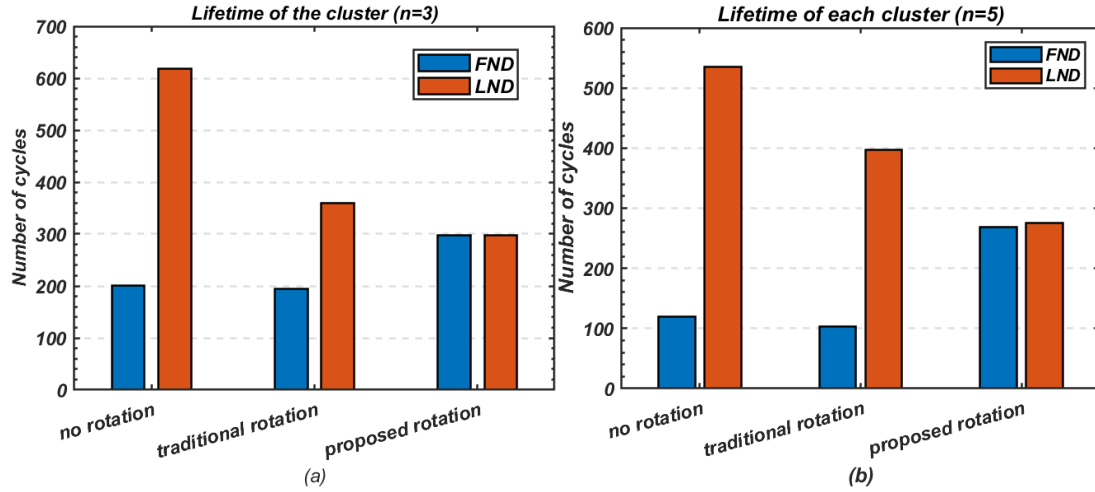 Lifetime of the cluster (n=3)
700
600
500
400
300
200
100
0
Number of cycles
FND
LND
no rotation
traditional rotation
proposed rotation
(a)
Lifetime of each cluster (n=5)
600
500
400
300
200
100
0
Number of cycles
FND
LND
no rotation
traditional rotation
proposed rotation
(b)